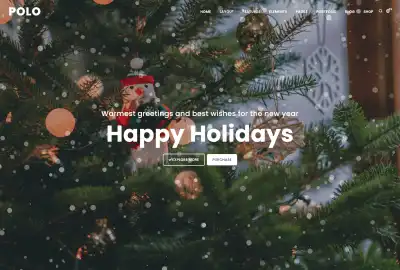 POLO
HOME
LAYOUT
FEATURES
ELEMENTS
PAGES
PORTFOLIO
BLOG
SHOP
Warmest greetings and best wishes for the new year
Happy Holidays
PURCHASE